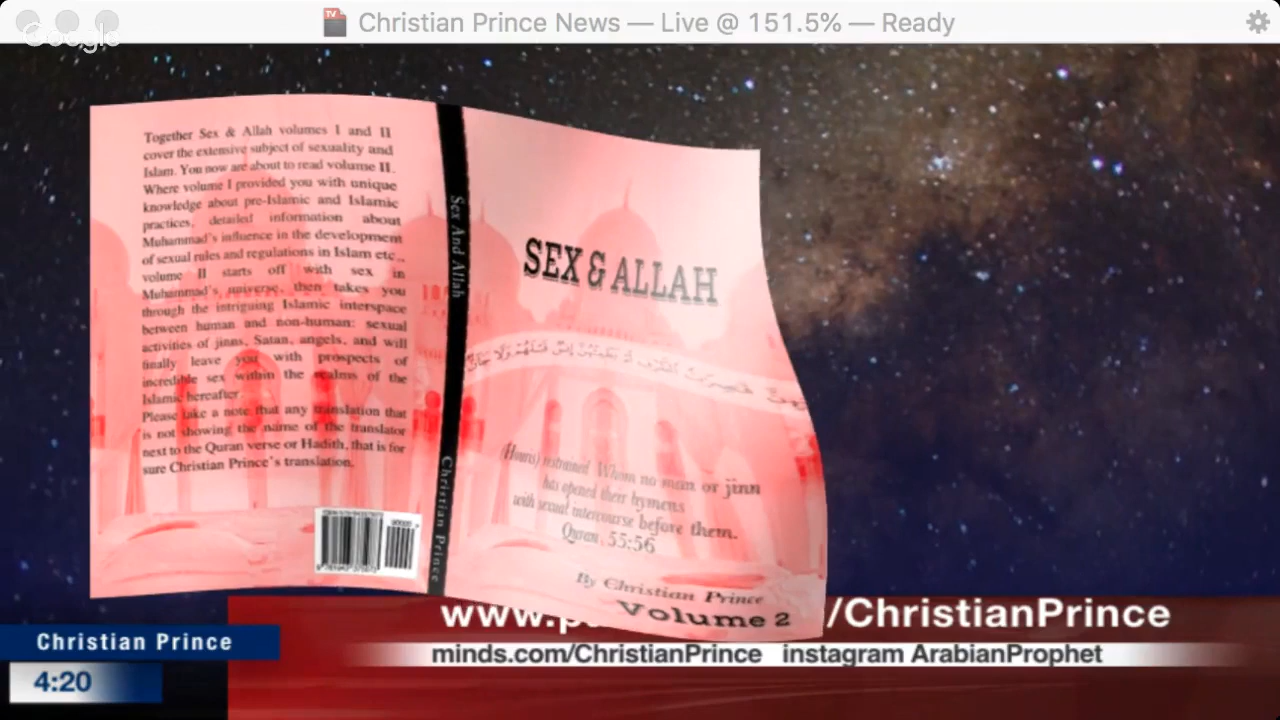 Christian Prince News — Live @ 151.5% — Ready
Google
Together Sex & Allah volumes I and II
cover the extensive subject of sexuality and
Islam. You now are about to read volume II.
Where volume I provided you with unique
knowledge about pre-Islamic and Islamic
practices, detailed information about
Muhammad's influence in the development
of sexual rules and regulations in Islam etc.,
volume II starts off with sex in
Muhammad's universe, then takes you
through the intriguing Islamic interspace
between human and non-human: sexual
activities of jinns, Satan, angels, and will
finally leave you with prospects of
incredible sex within the realms of the
Islamic hereafter.
Please take a note that any translation that
is not showing the name of the translator
next to the Quran verse or Hadith, that is for
sure Christian Prince's translation.
Sex And Allah
Christian Prince
SEX & ALLAH
(Houris) restrained Whom no man or jinn
has opened their hymens
with sexual intercourse before them.
Quran, 55:56
By Christian Prince
Volume 2
www.p /ChristianPrince
minds.com/ChristianPrince instagram ArabianProphet
Christian Prince
4:20